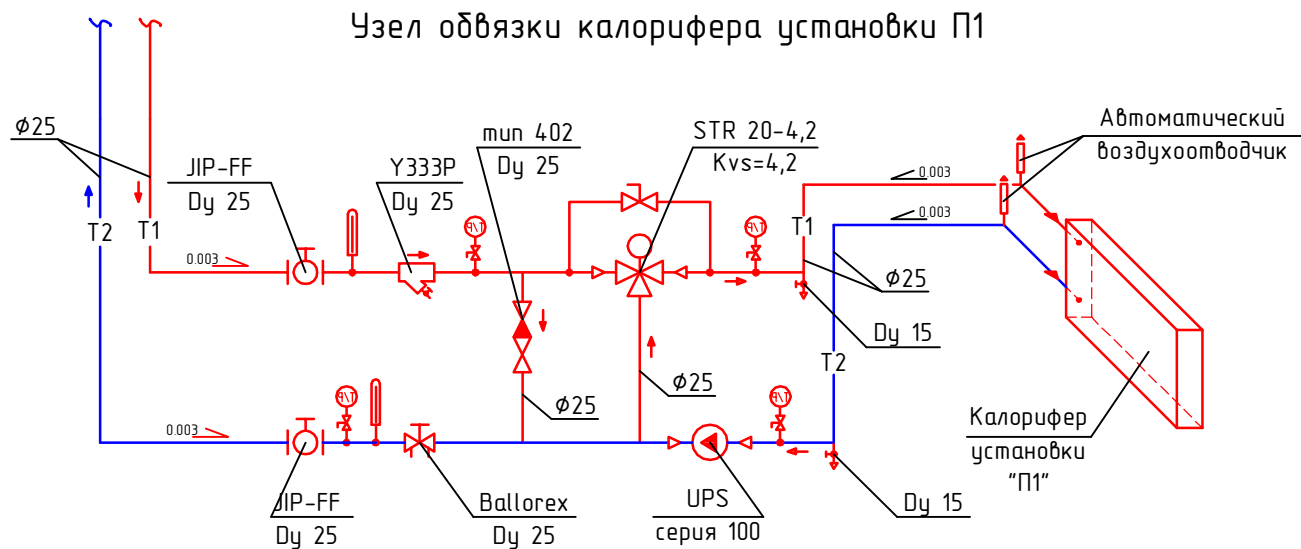 Узел обвязки калорифера установки П1
Ф25
T2
T1
0.003
JIP-FF
Dy 25
Y333P
Dy 25
T/P
тип 402
Dy 25
STR 20-4,2
Kvs=4,2
T/P
T1
0.003
0.003
Автоматический
воздухоотводчик
Ф25
Dy 15
T2
Ф25
Ф25
0.003
T/P
T/P
JIP-FF
Dy 25
Ballorex
Dy 25
UPS
серия 100
Dy 15
Калорифер
установки
"П1"